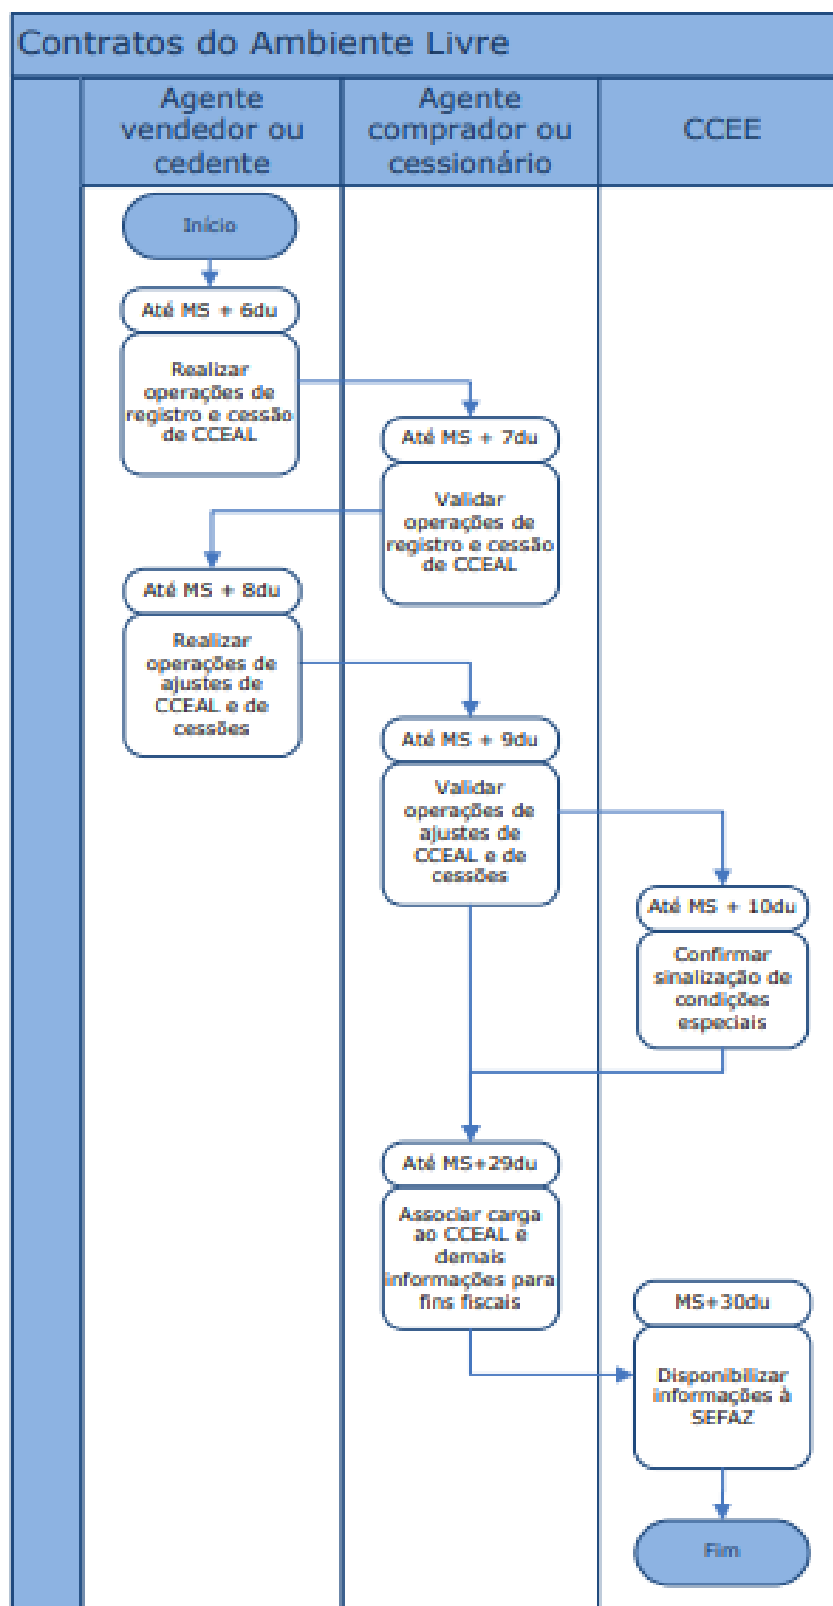 Contratos do Ambiente Livre
Agente
vendedor ou
cedente
Agente
comprador ou
cessionário
CCEE
Início
Até MS + 6du
Realizar
operações de
registro e cessão
de CCEAL
Até MS + 7du
Validar
operações de
registro e cessão
de CCEAL
Até MS + 8du
Realizar
operações de
ajustes de
CCEAL e de
cessões
Até MS + 9du
Validar
operações de
ajustes de
CCEAL e de
cessões
Até MS + 10du
Confirmar
sinalização de
condições
especiais
Até MS+29du
Associar carga
ao CCEAL e
demais
informações para
fins fiscais
MS+30du
Disponibilizar
informações à
SEFAZ
Fim